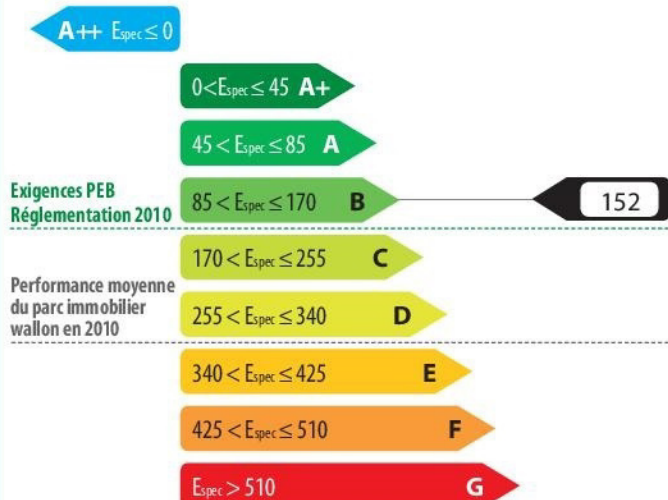 A++ Espec ≤ 0
0<Espec ≤ 45 A+
45 < Espec ≤ 85 A
Exigences PEB
Réglementation 2010
85 < Espec ≤ 170 B
152
170 < Espec ≤ 255 C
Performance moyenne
du parc immobilier
wallon en 2010
255 < Espec ≤ 340 D
340 < Espec ≤ 425 E
425 < Espec ≤ 510 F
Espec > 510 G